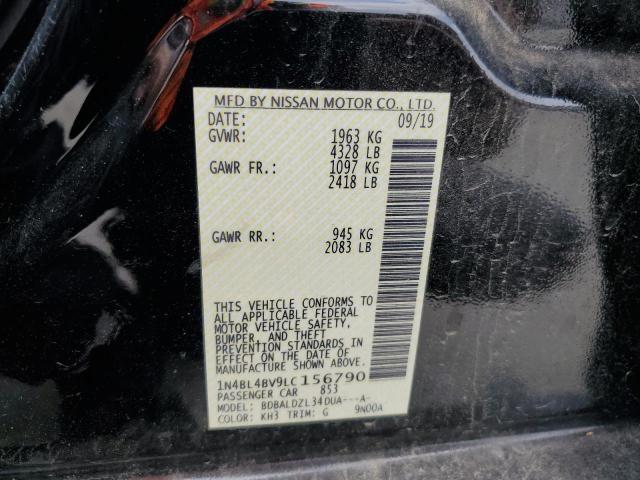 MFD BY NISSAN MOTOR CO., LTD.
DATE: 09/19
GVWR: 1963 KG
4328 LB
GAWR FR.: 1097 KG
2418 LB
GAWR RR.: 945 KG
2083 LB
THIS VEHICLE CONFORMS TO
ALL APPLICABLE FEDERAL
MOTOR VEHICLE SAFETY,
BUMPER, AND THEFT
PREVENTION STANDARDS IN
EFFECT ON THE DATE OF
MANUFACTURE SHOWN ABOVE.
1N4BL4BV9LC156790
PASSENGER CAR 853
MODEL: BDBALDZL34DUA---A-
COLOR: KH3 TRIM: G 9N00A